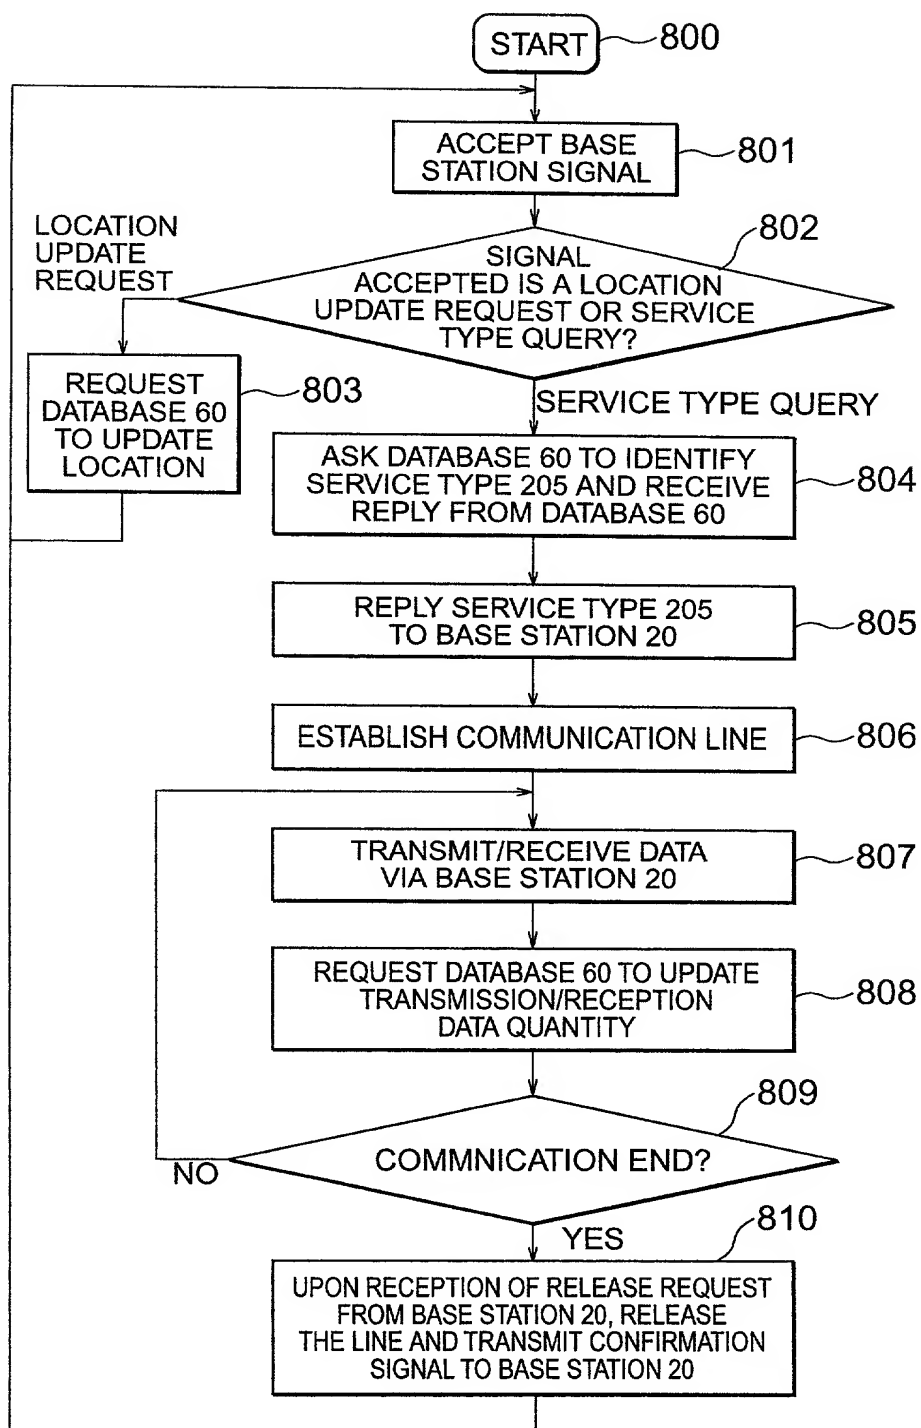 START
800
ACCEPT BASE
STATION SIGNAL
801
LOCATION
UPDATE
REQUEST
802
SIGNAL
ACCEPTED IS A LOCATION
UPDATE REQUEST OR SERVICE
TYPE QUERY?
REQUEST
DATABASE 60
TO UPDATE
LOCATION
803
SERVICE TYPE QUERY
ASK DATABASE 60 TO IDENTIFY
SERVICE TYPE 205 AND RECEIVE
REPLY FROM DATABASE 60
804
REPLY SERVICE TYPE 205
TO BASE STATION 20
805
ESTABLISH COMMUNICATION LINE
806
TRANSMIT/RECEIVE DATA
VIA BASE STATION 20
807
REQUEST DATABASE 60 TO UPDATE
TRANSMISSION/RECEPTION
DATA QUANTITY
808
809
COMMNICATION END?
NO
YES
810
UPON RECEPTION OF RELEASE REQUEST
FROM BASE STATION 20, RELEASE
THE LINE AND TRANSMIT CONFIRMATION
SIGNAL TO BASE STATION 20